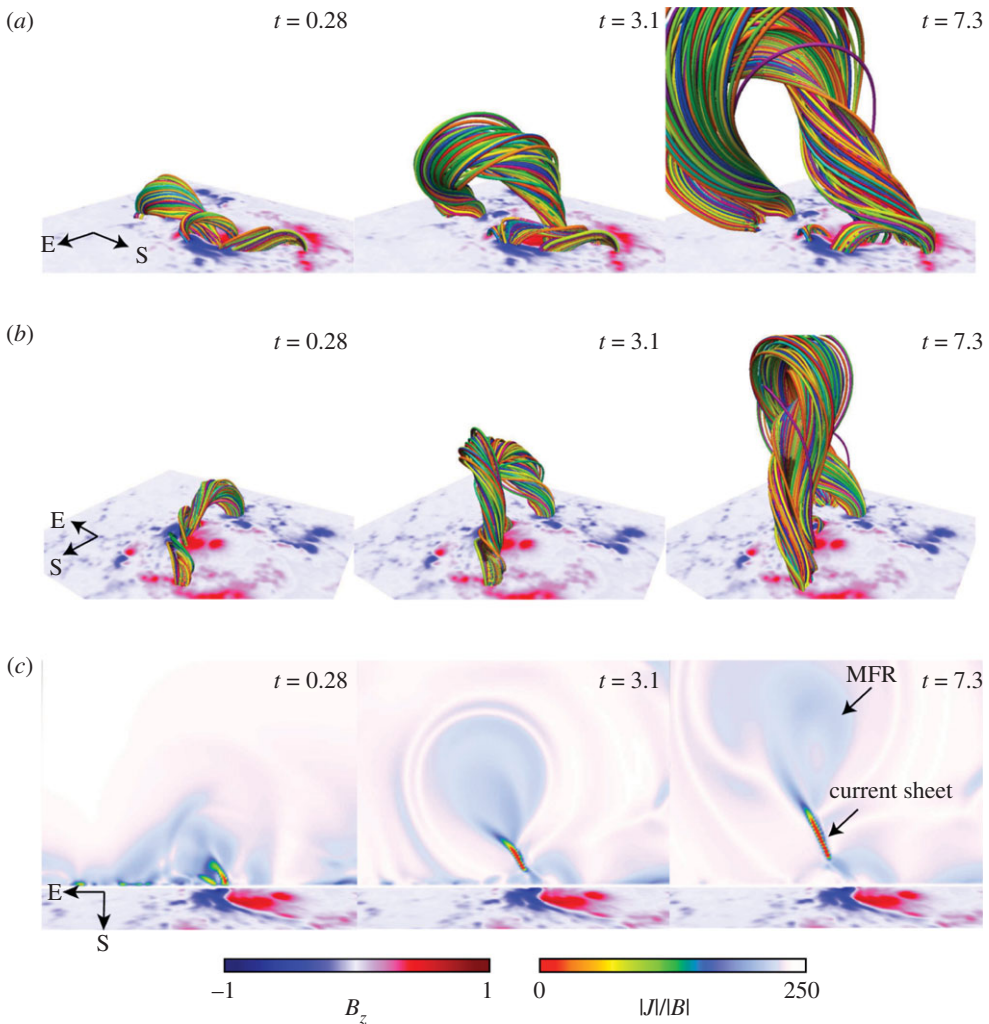 (a)
t = 0.28
t = 3.1
t = 7.3
E
S
(b)
t = 0.28
t = 3.1
t = 7.3
E
S
(c)
t = 0.28
t = 3.1
t = 7.3
MFR
current sheet
E
S
–1
1
0
250
B_z
|J|/|B|